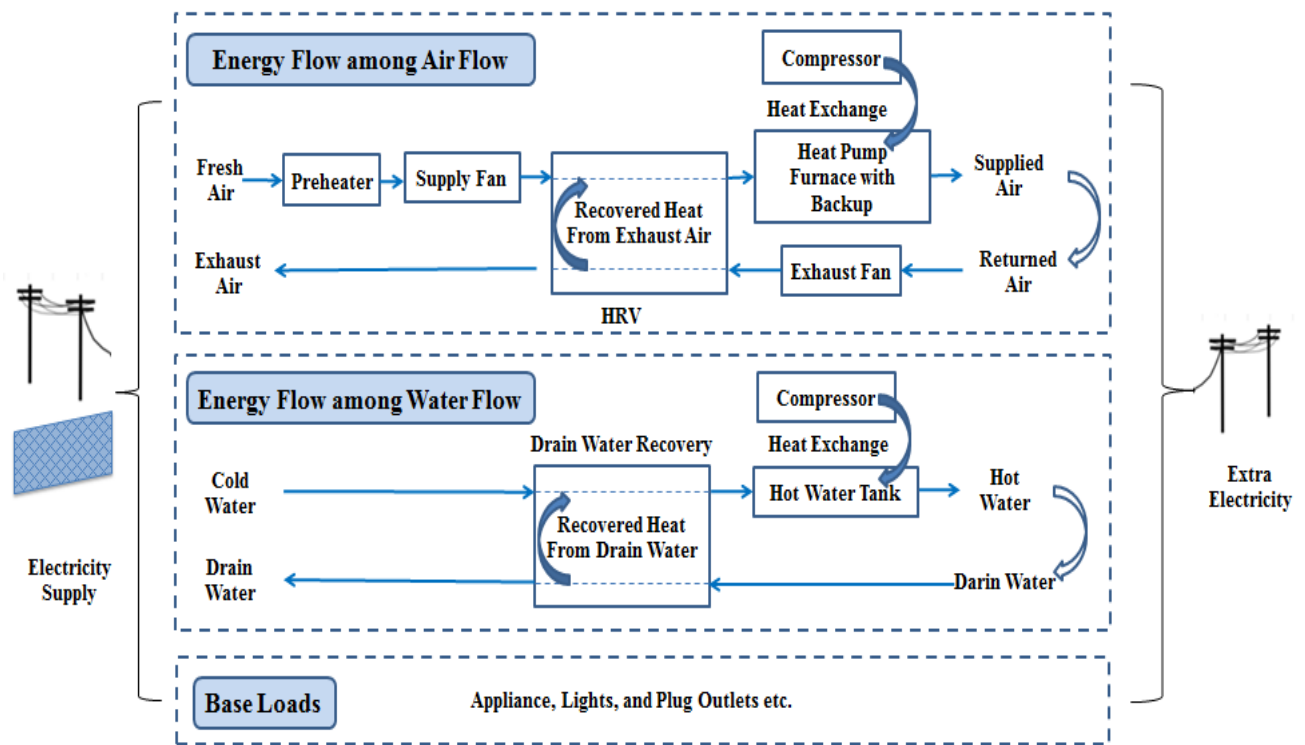 Energy Flow among Air Flow
Compressor
Heat Exchange
Fresh
Air
Preheater
Supply Fan
Recovered Heat
From Exhaust Air
Heat Pump
Furnace with
Backup
Supplied
Air
Exhaust
Air
Exhaust Fan
Returned
Air
HRV
Energy Flow among Water Flow
Compressor
Drain Water Recovery
Heat Exchange
Cold
Water
Hot Water Tank
Hot
Water
Recovered Heat
From Drain Water
Drain
Water
Darin Water
Electricity
Supply
Extra
Electricity
Base Loads
Appliance, Lights, and Plug Outlets etc.